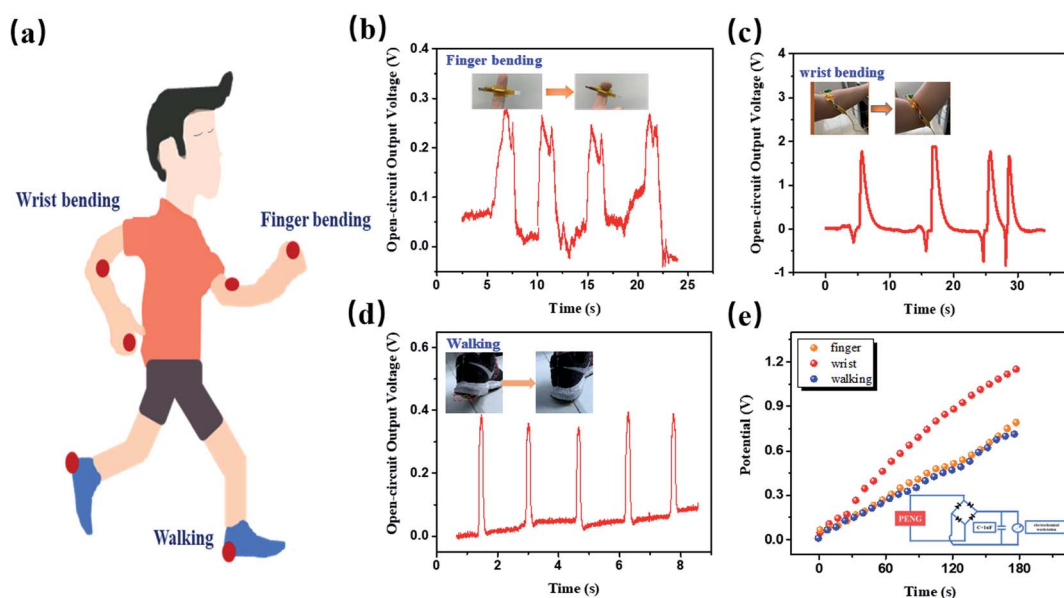 (a)
Wrist bending
Finger bending
Walking
(b)
Open-circuit Output Voltage (V)
0.4
0.3
0.2
0.1
0.0
Finger bending
0 5 10 15 20 25
Time (s)
(c)
Open-circuit Output Voltage (V)
4
3
2
1
0
-1
wrist bending
0 10 20 30
Time (s)
(d)
Open-circuit Output Voltage (V)
0.6
0.4
0.2
0.0
Walking
0 2 4 6 8
Time (s)
(e)
Potential (V)
1.2
0.9
0.6
0.3
0.0
finger
wrist
walking
PENG
C=1uF
electrochemical
workstation
0 60 120 180
Time (s)